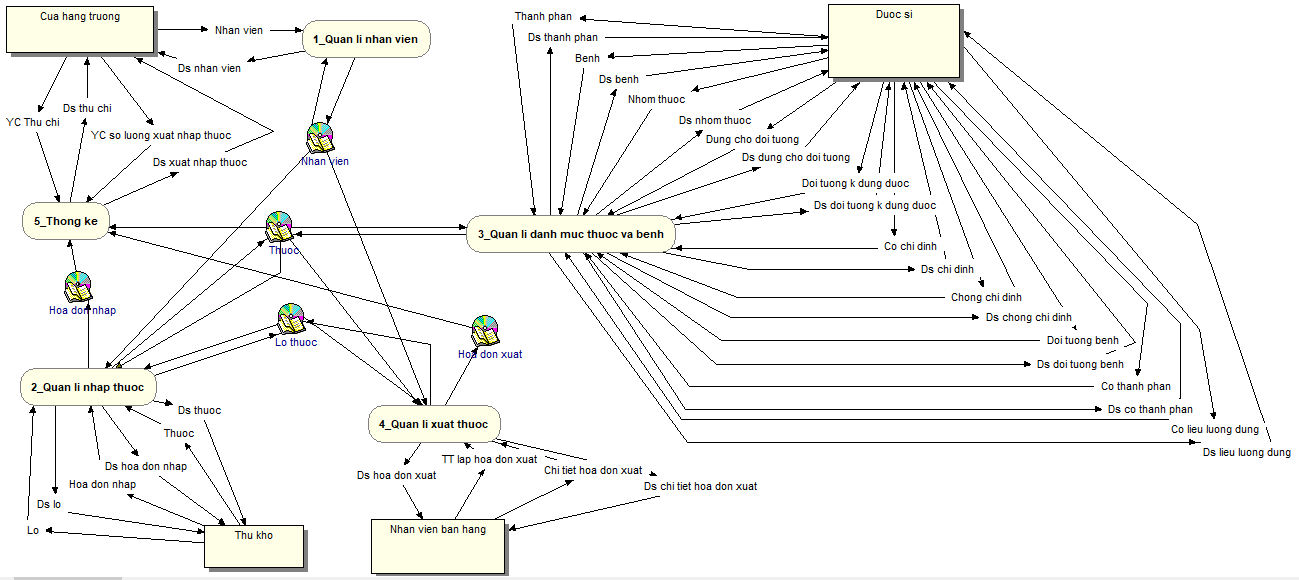 Cua hang truong
Nhan vien
1_Quan li nhan vien
Ds nhan vien
YC Thu chi
Ds thu chi
YC so luong xuat nhap thuoc
Ds xuat nhap thuoc
Nhan vien
5_Thong ke
Thuoc
Hoa don nhap
Lo thuoc
Hoa don xuat
2_Quan li nhap thuoc
Ds thuoc
Thuoc
Ds hoa don nhap
Hoa don nhap
Ds lo
Lo
Thu kho
4_Quan li xuat thuoc
Ds hoa don xuat
TT lap hoa don xuat
Chi tiet hoa don xuat
Ds chi tiet hoa don xuat
Nhan vien ban hang
3_Quan li danh muc thuoc va benh
Duoc si
Thanh phan
Ds thanh phan
Benh
Ds benh
Nhom thuoc
Ds nhom thuoc
Dung cho doi tuong
Ds dung cho doi tuong
Doi tuong k dung duoc
Ds doi tuong k dung duoc
Co chi dinh
Ds chi dinh
Chong chi dinh
Ds chong chi dinh
Doi tuong benh
Ds doi tuong benh
Co thanh phan
Ds co thanh phan
Co lieu luong dung
Ds lieu luong dung